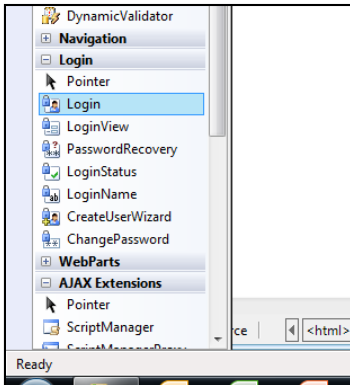 DynamicValidator
Navigation
Login
Pointer
Login
LoginView
PasswordRecovery
LoginStatus
LoginName
CreateUserWizard
ChangePassword
WebParts
AJAX Extensions
Pointer
ScriptManager
rce <html>
Ready